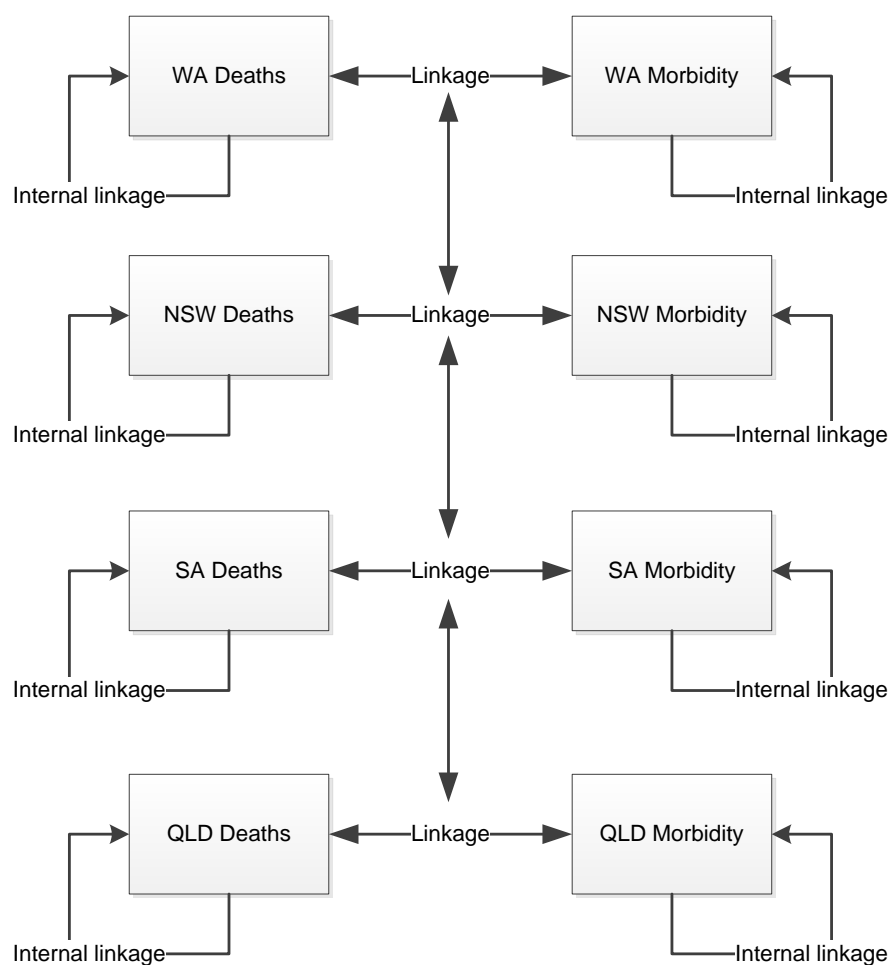 WA Deaths
Linkage
WA Morbidity
Internal linkage
Internal linkage
NSW Deaths
Linkage
NSW Morbidity
Internal linkage
Internal linkage
SA Deaths
Linkage
SA Morbidity
Internal linkage
Internal linkage
QLD Deaths
Linkage
QLD Morbidity
Internal linkage
Internal linkage